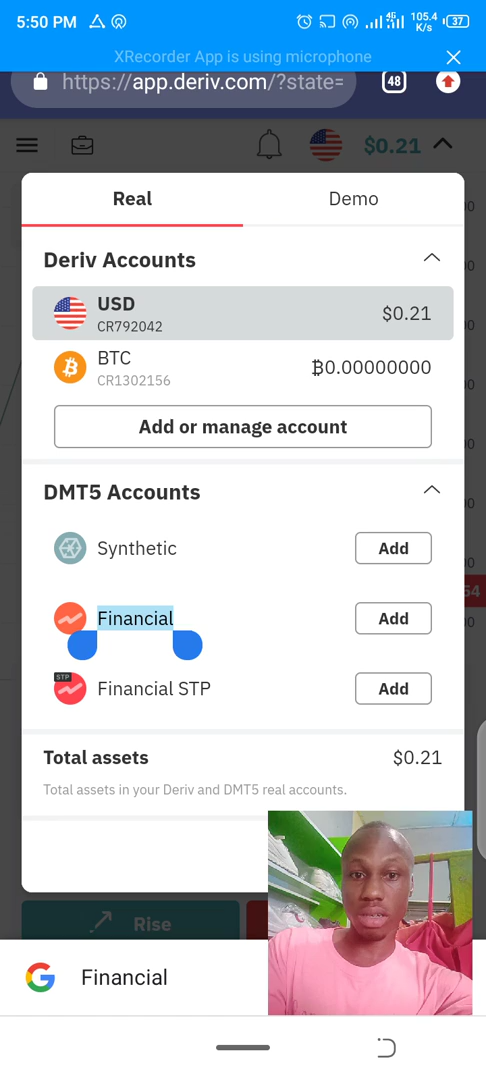 5:50 PM
4G
105.4
K/s
37
XRecorder App is using microphone
https://app.deriv.com/?state=
48
$0.21
Real
Demo
Deriv Accounts
USD
CR792042
$0.21
BTC
CR1302156
₿0.00000000
Add or manage account
DMT5 Accounts
Synthetic
Add
Financial
Add
STP
Financial STP
Add
Total assets
$0.21
Total assets in your Deriv and DMT5 real accounts.
Rise
Financial